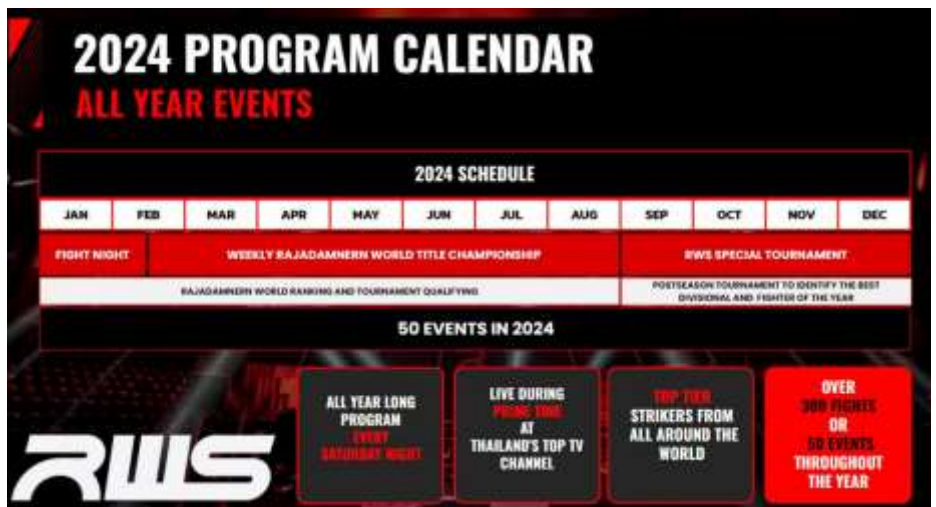 2024 PROGRAM CALENDAR
ALL YEAR EVENTS
2024 SCHEDULE
JAN FEB MAR APR MAY JUN JUL AUG SEP OCT NOV DEC
FIGHT NIGHT WEEKLY RAJADAMNERN WORLD TITLE CHAMPIONSHIP RWS SPECIAL TOURNAMENT
RAJADAMNERN WORLD RANKING AND TOURNAMENT QUALIFYING
POSTSEASON TOURNAMENT TO IDENTIFY THE BEST
DIVISIONAL AND FIGHTER OF THE YEAR
50 EVENTS IN 2024
RWS
ALL YEAR LONG
PROGRAM
EVERY
SATURDAY NIGHT
LIVE DURING
PRIME TIME
AT
THAILAND'S TOP TV
CHANNEL
TOP TIER
STRIKERS FROM
ALL AROUND THE
WORLD
OVER
300 FIGHTS
OR
50 EVENTS
THROUGHOUT
THE YEAR